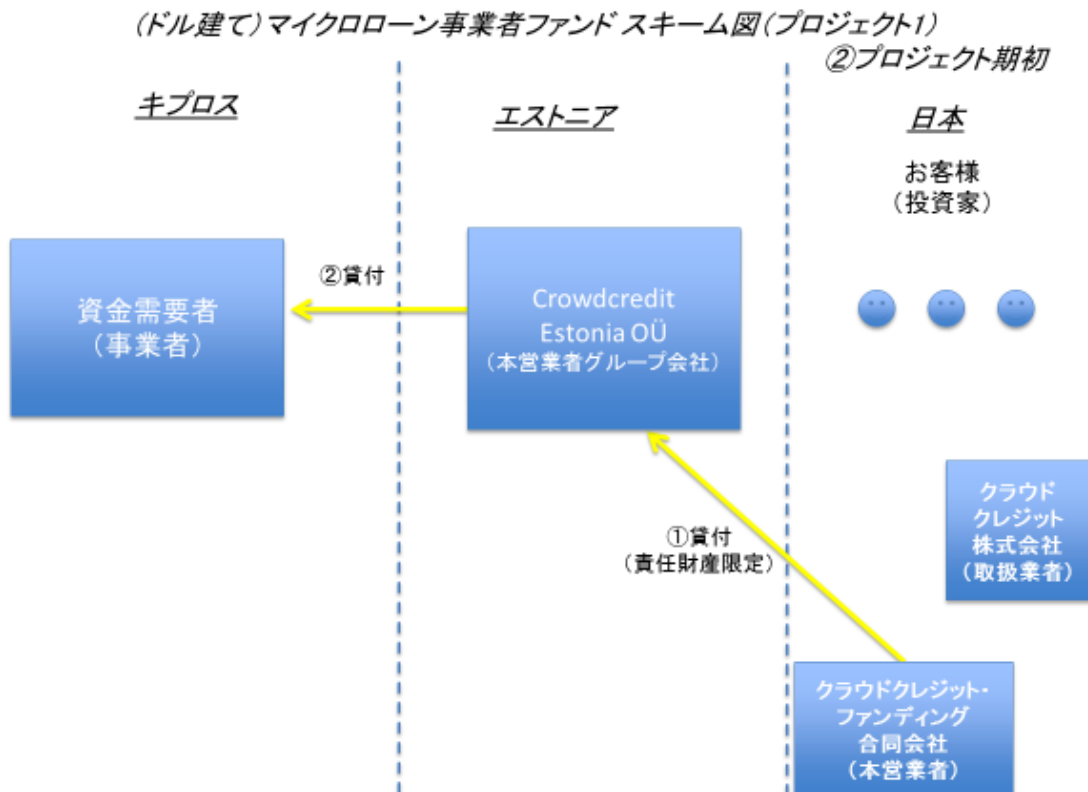 (ドル建て)マイクロローン事業者ファンド スキーム図(プロジェクト1)
②プロジェクト期初
キプロス
エストニア
日本
お客様
(投資家)
資金需要者
(事業者)
②貸付
Crowdcredit
Estonia OÜ
(本営業者グループ会社)
クラウド
クレジット
株式会社
(取扱業者)
①貸付
(責任財産限定)
クラウドクレジット・
ファンディング
合同会社
(本営業者)